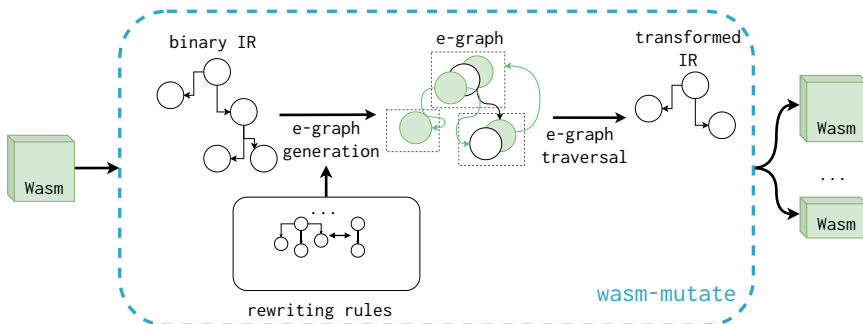 binary IR
e-graph
transformed
IR
e-graph
generation
e-graph
traversal
Wasm
Wasm
...
Wasm
...
rewriting rules
wasm-mutate